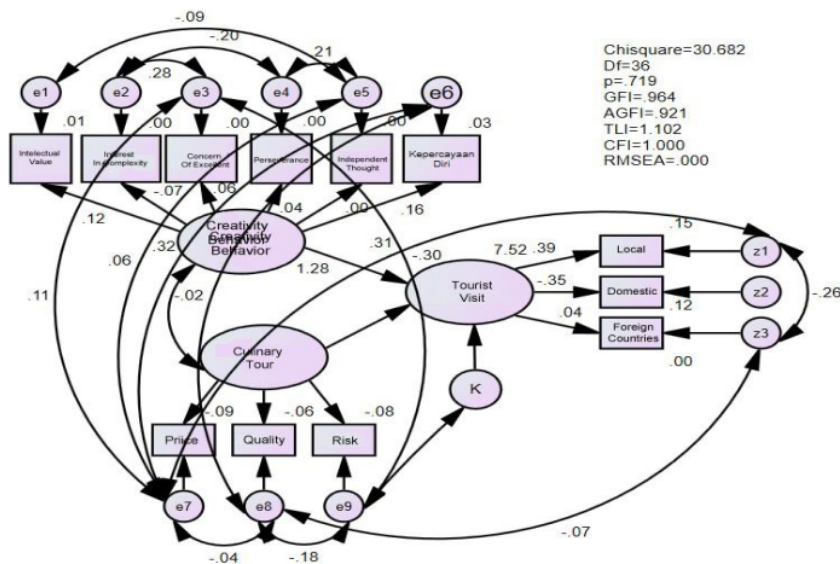 -.09
-.20
.21
.28
e1
e2
e3
e4
e5
e6
Chisquare=30.682
Df=36
p=.719
GFI=.964
AGFI=.921
TLI=1.102
CFI=1.000
RMSEA=.000
.01
.00
.00
.00
.00
.03
Intelectual
Value
Interest
In Complexity
Concern
Of Excellent
Perseverance
Independent
Thought
Kepercayaan
Diri
.12
-.07
.06
.04
.00
.16
Creativity
Behavior
Creativity
Behavior
.06
.32
.31
-.30
1.28
7.52
.39
-.35
.04
.15
Local
z1
Domestic
z2
.12
Foreign
Countries
z3
.00
-.26
Tourist
Visit
.11
-.02
Culinary
Tour
K
-.09
-.06
-.08
Priice
Quality
Risk
e7
e8
e9
-.04
-.18
-.07